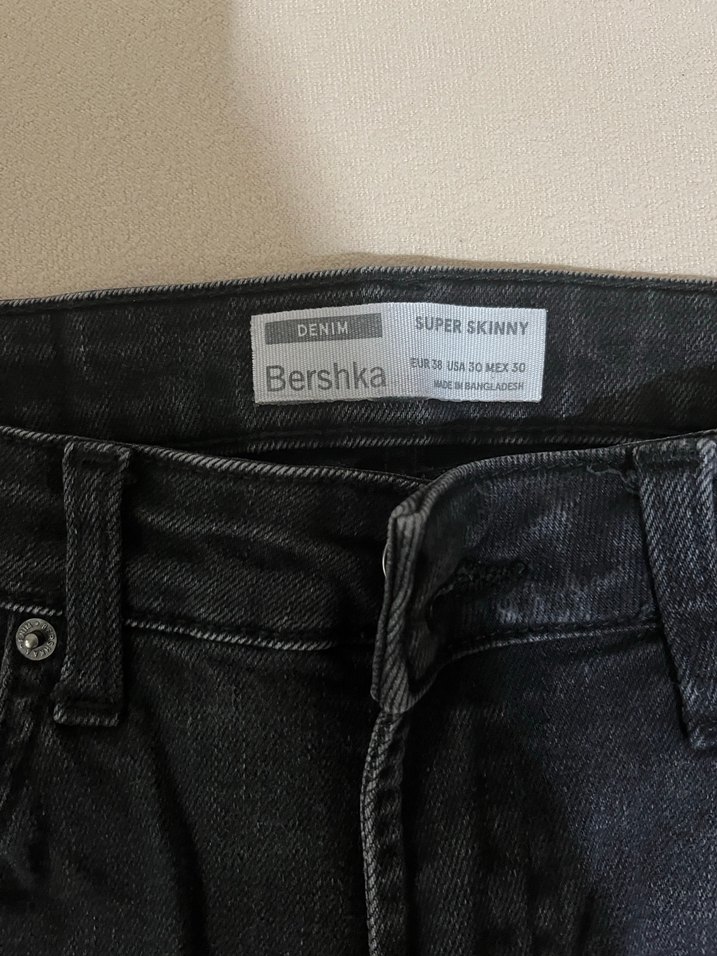 DENIM
Bershka
SUPER SKINNY
EUR 38 USA 30 MEX 30
MADE IN BANGLADESH